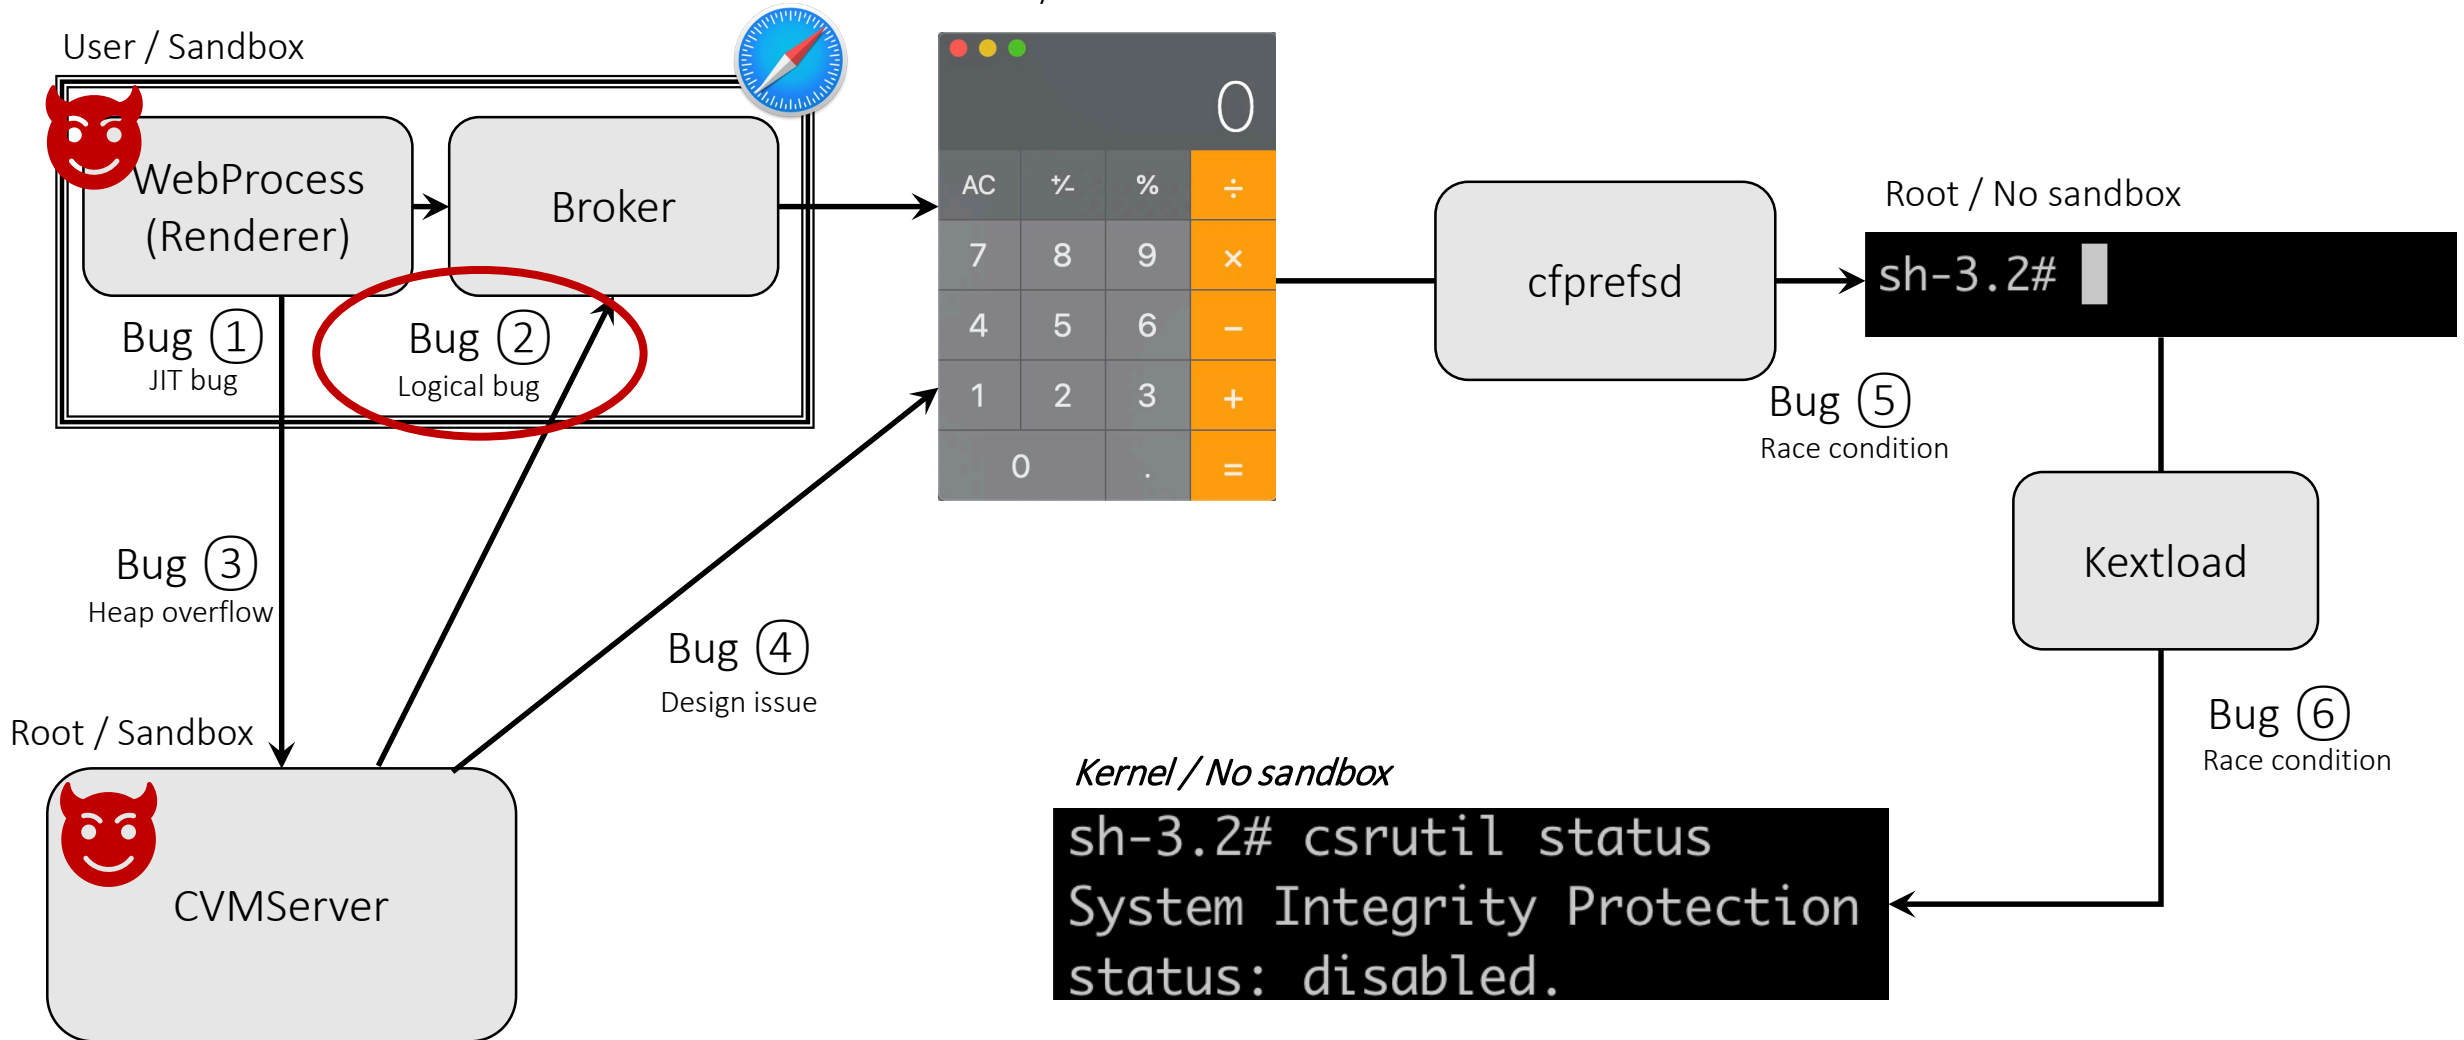 User / Sandbox
WebProcess
(Renderer)
Broker
Bug ①
JIT bug
Bug ②
Logical bug
0
AC
⁺∕₋
%
÷
7
8
9
×
4
5
6
−
1
2
3
+
0
.
=
cfprefsd
Root / No sandbox
sh-3.2#
Bug ⑤
Race condition
Kextload
Bug ③
Heap overflow
Bug ④
Design issue
Bug ⑥
Race condition
Root / Sandbox
CVMServer
Kernel / No sandbox
sh-3.2# csrutil status
System Integrity Protection
status: disabled.